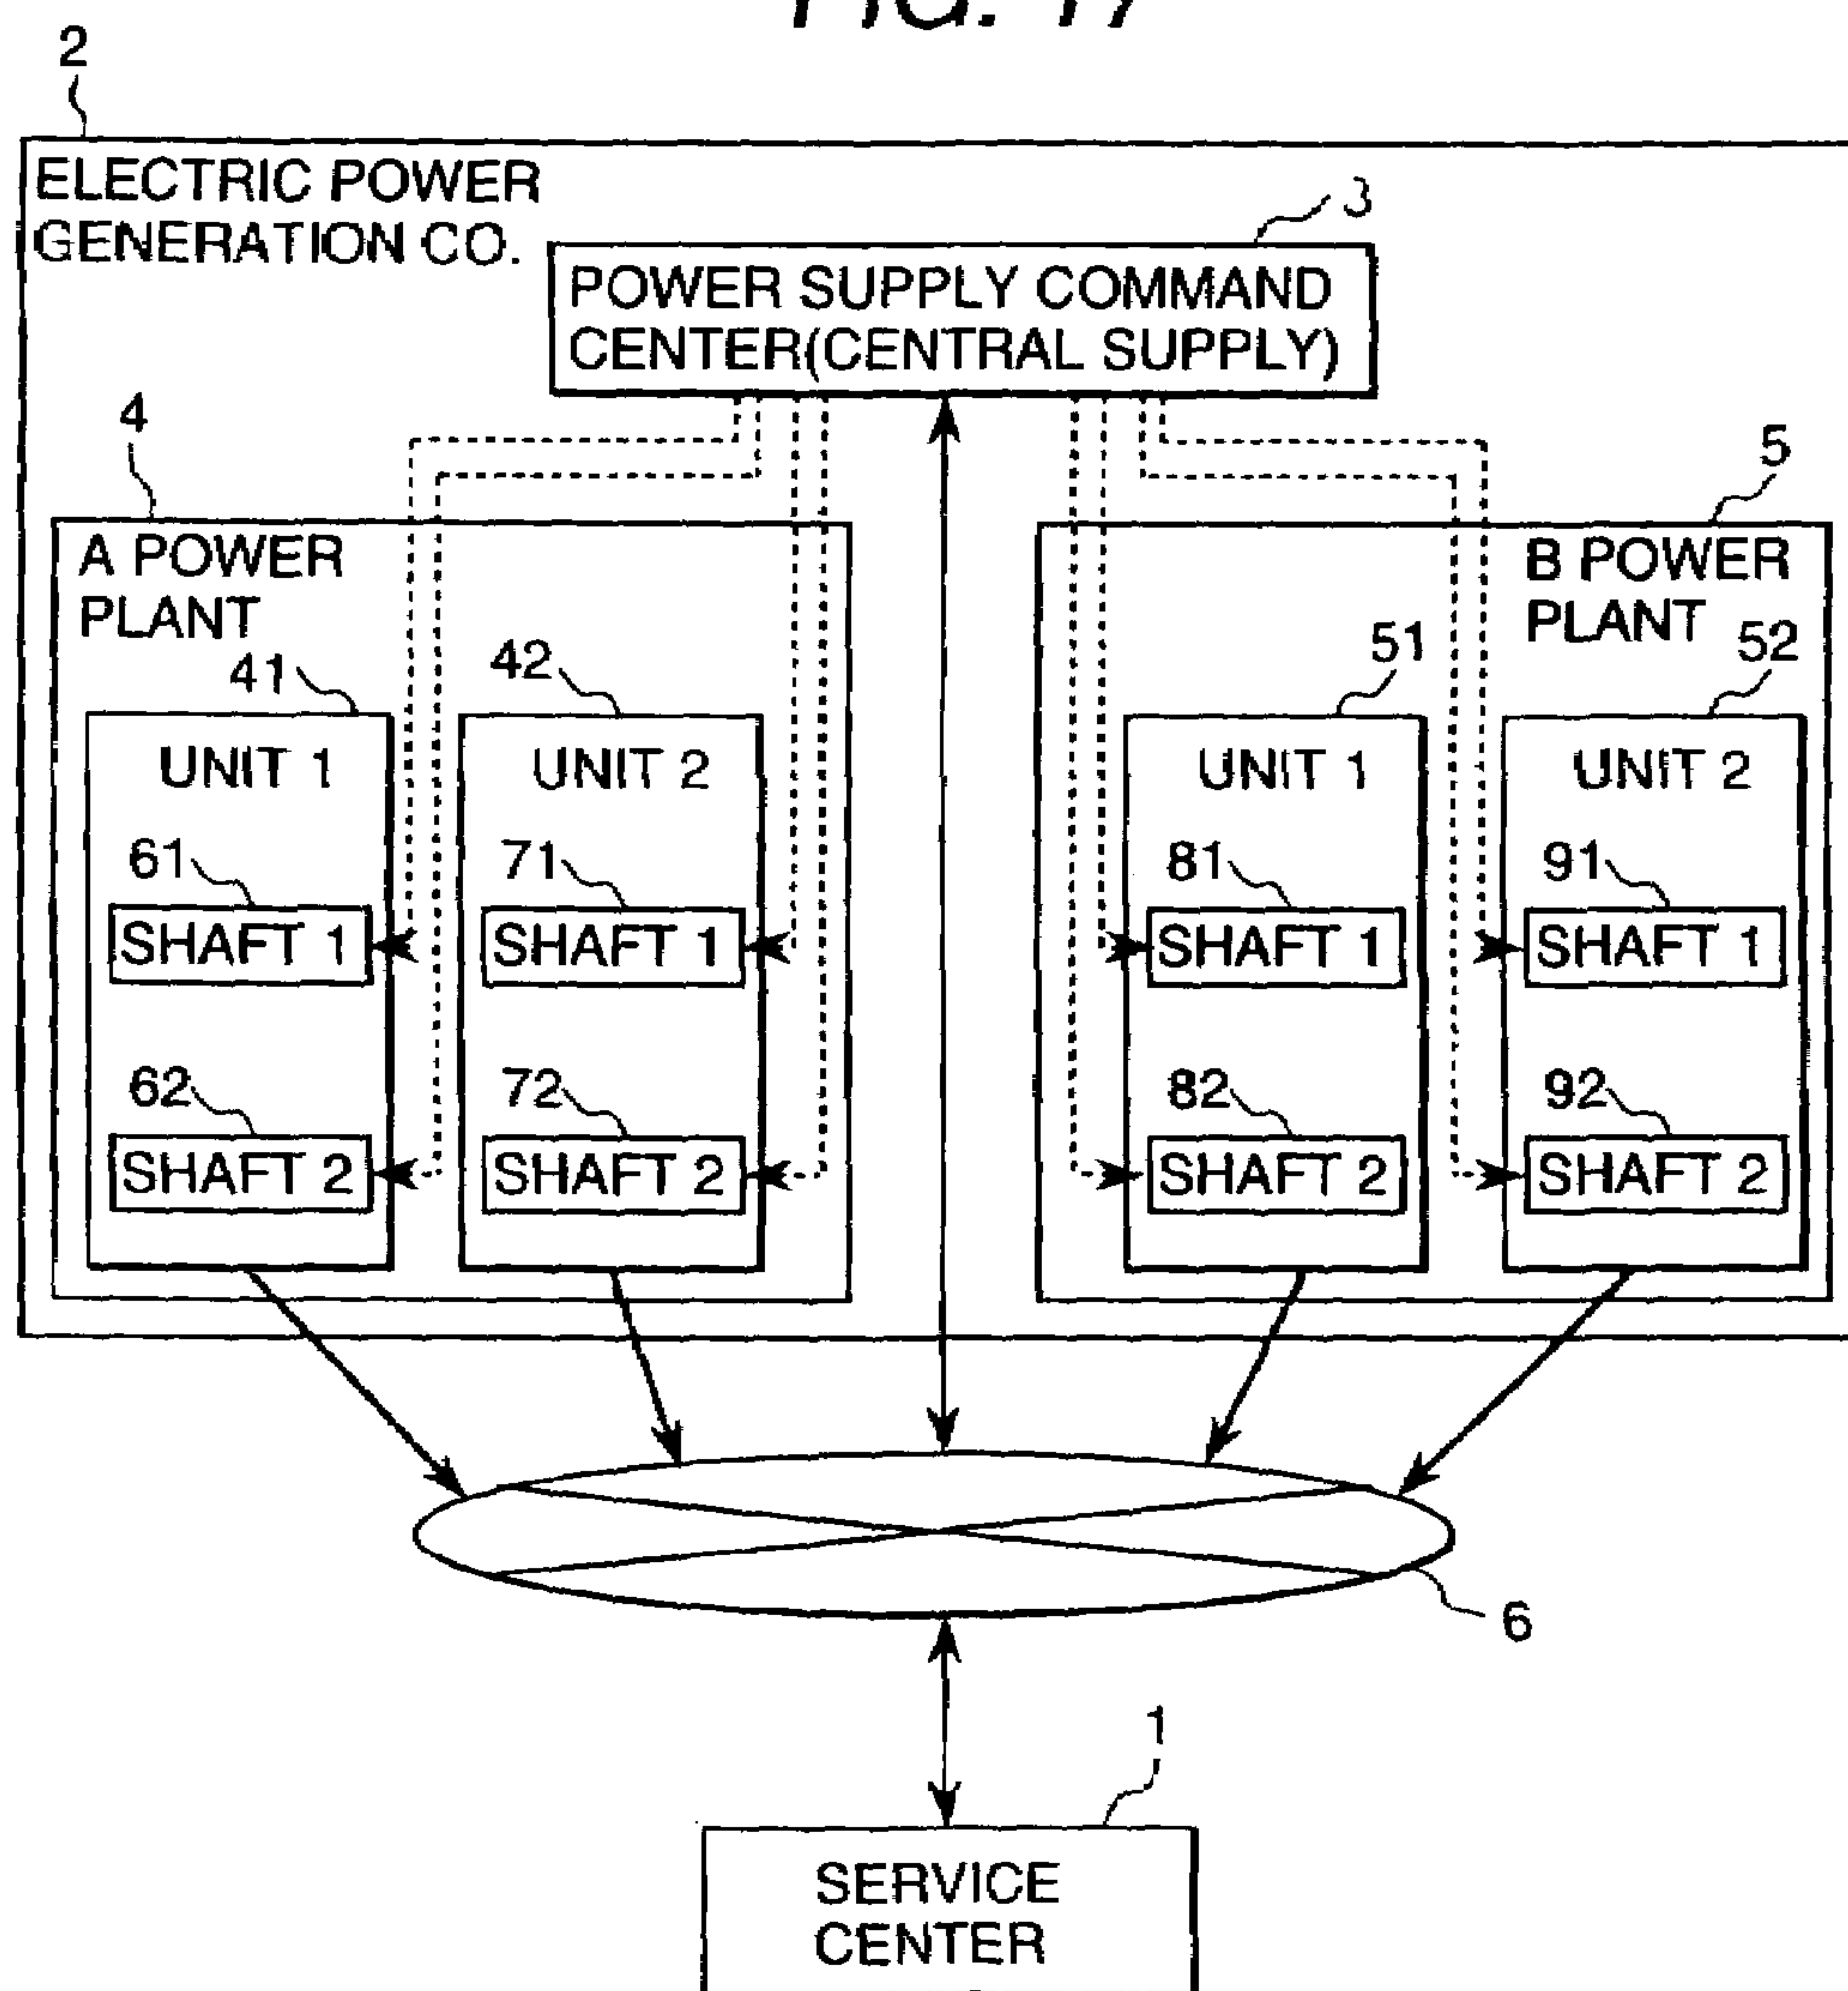 FIG. 17
2
ELECTRIC POWER
GENERATION CO.
3
POWER SUPPLY COMMAND
CENTER(CENTRAL SUPPLY)
4
5
A POWER
PLANT
B POWER
PLANT
41
42
51
52
UNIT 1
UNIT 2
UNIT 1
UNIT 2
61
71
81
91
SHAFT 1
SHAFT 1
SHAFT 1
SHAFT 1
62
72
82
92
SHAFT 2
SHAFT 2
SHAFT 2
SHAFT 2
6
1
SERVICE
CENTER